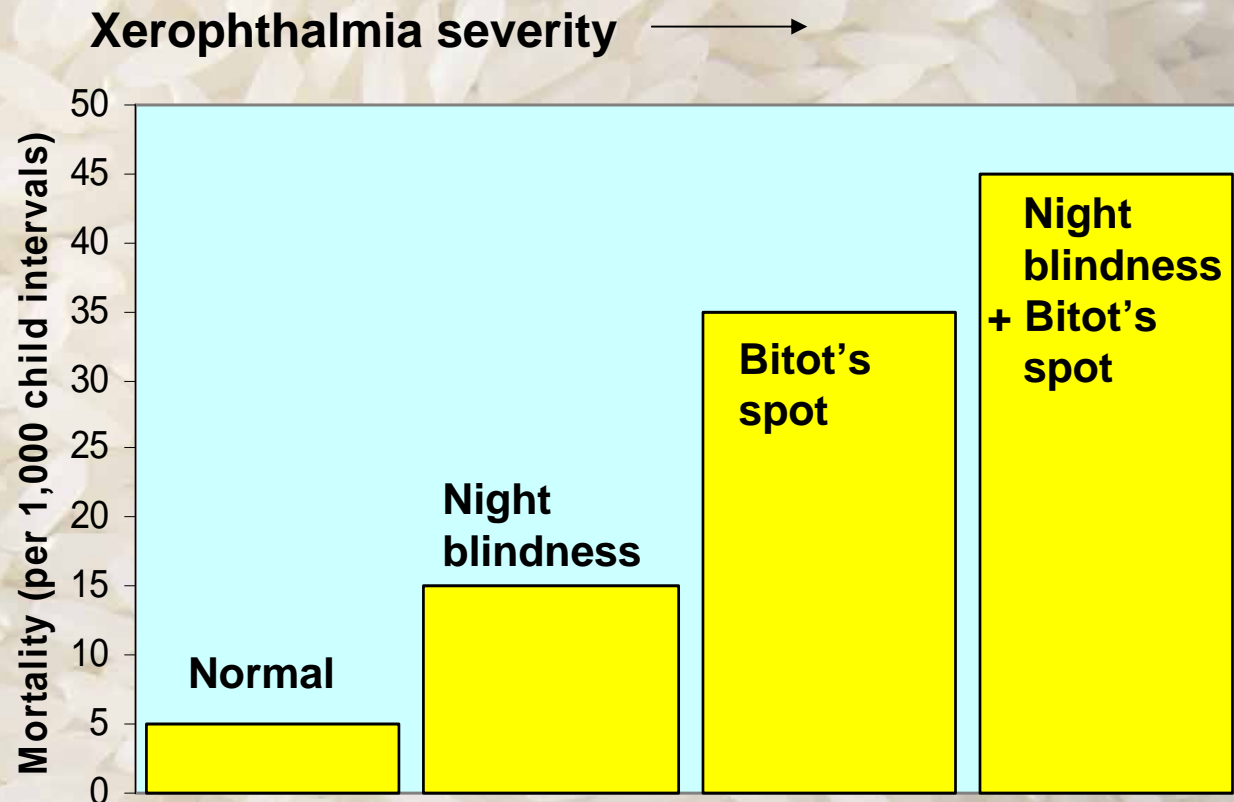 Xerophthalmia severity
Mortality (per 1,000 child intervals)
50
45
40
35
30
25
20
15
10
5
0
Normal
Night
blindness
Bitot’s
spot
Night
blindness
+ Bitot’s
spot